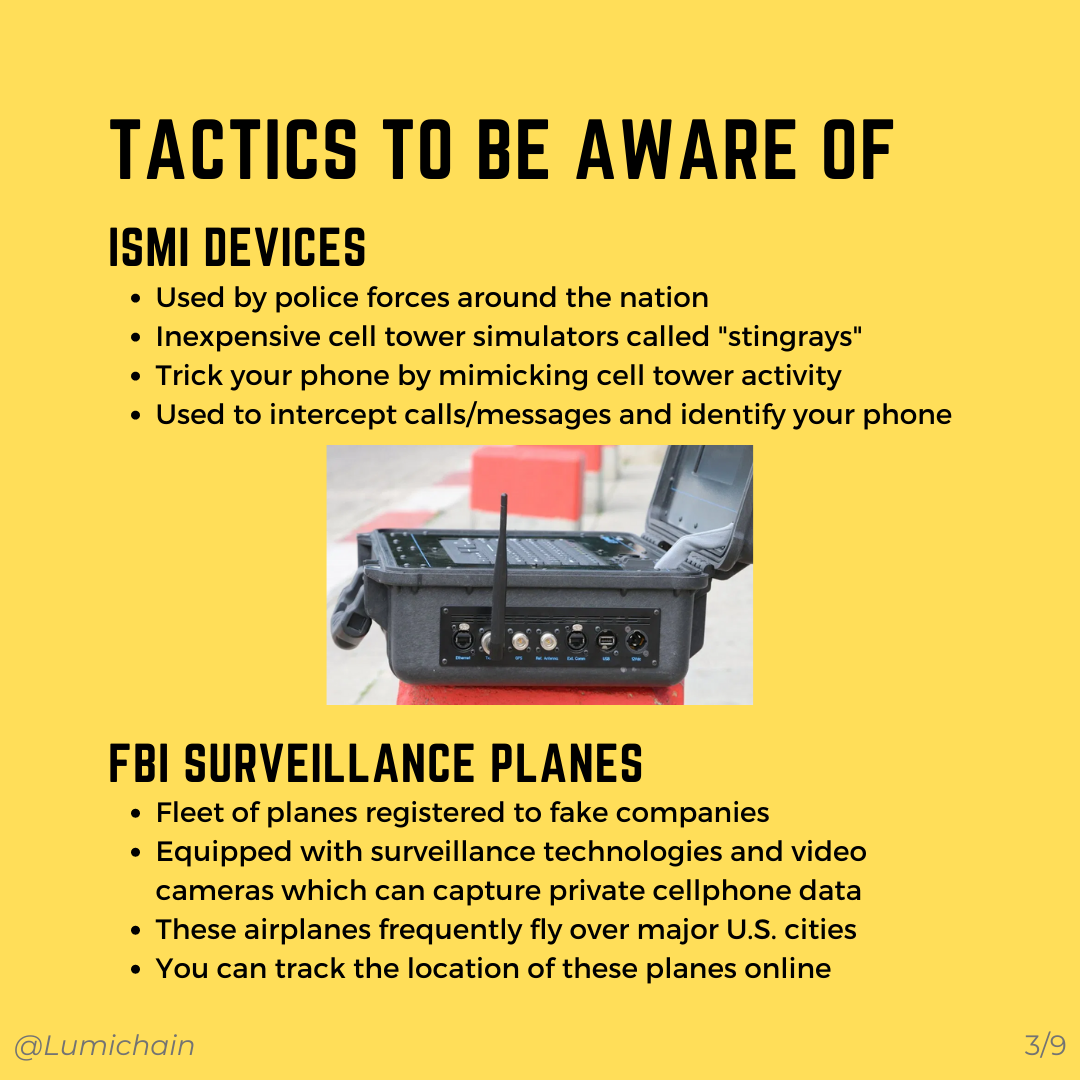 TACTICS TO BE AWARE OF
ISMI DEVICES
• Used by police forces around the nation
• Inexpensive cell tower simulators called "stingrays"
• Trick your phone by mimicking cell tower activity
• Used to intercept calls/messages and identify your phone
Ethernet GPS Ref. Antenna Ext. Comm USB
FBI SURVEILLANCE PLANES
• Fleet of planes registered to fake companies
• Equipped with surveillance technologies and video
cameras which can capture private cellphone data
• These airplanes frequently fly over major U.S. cities
• You can track the location of these planes online
@Lumichain
3/9